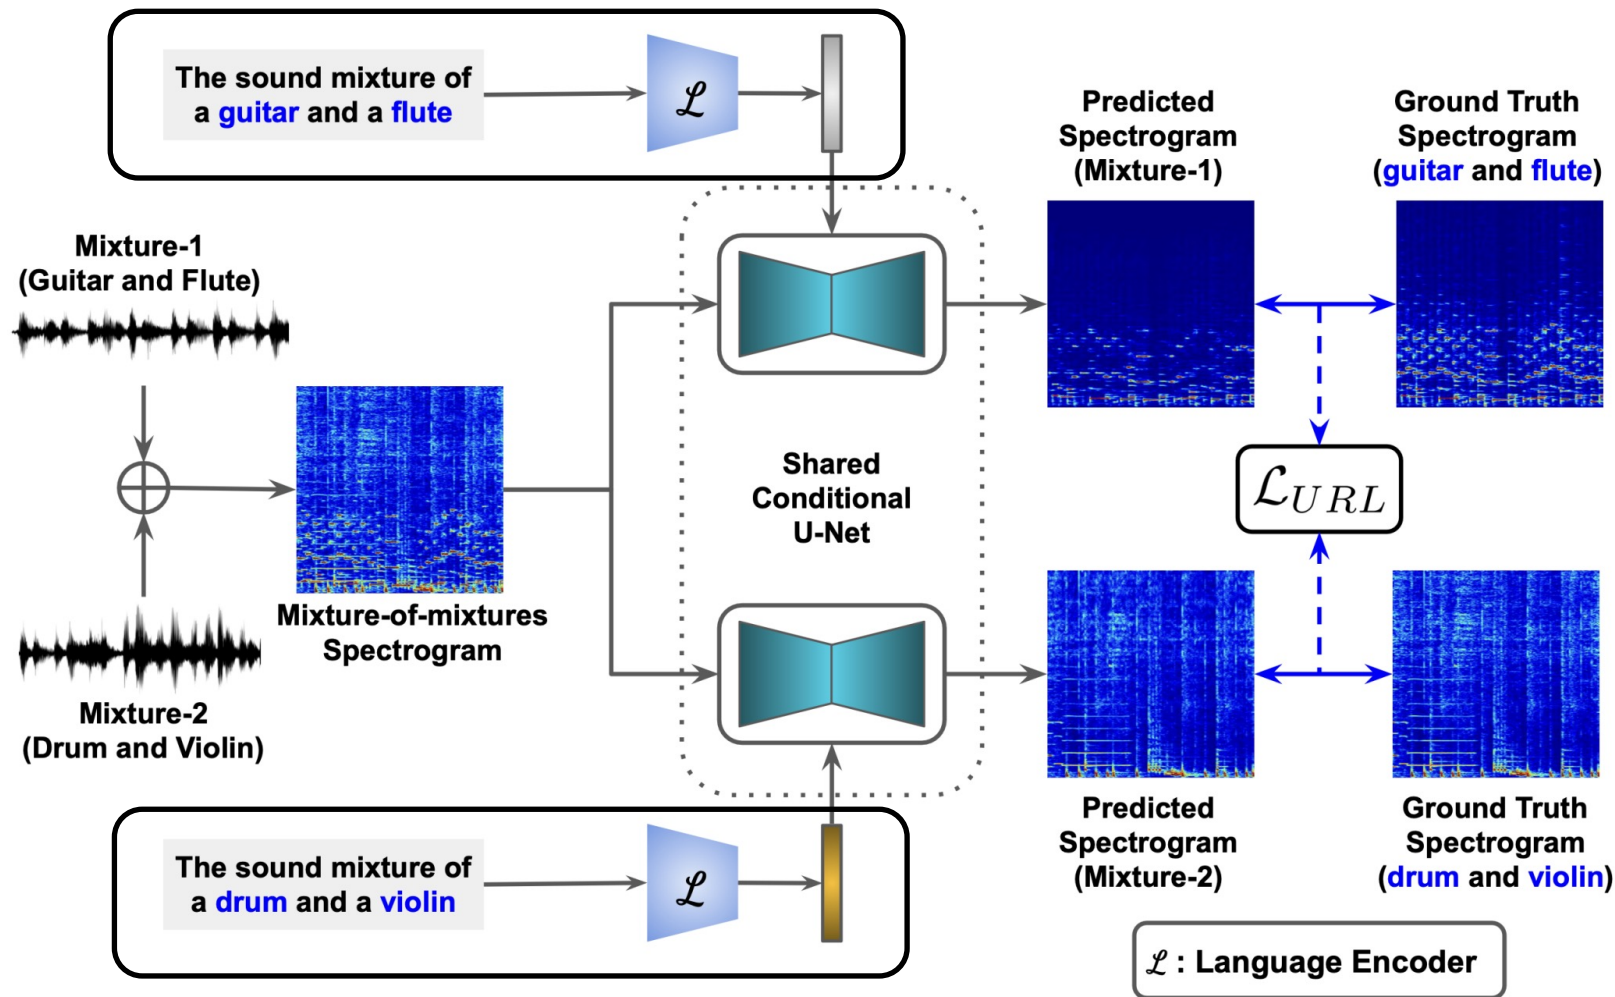 The sound mixture of
a guitar and a flute
ℒ
Predicted
Spectrogram
(Mixture-1)
Ground Truth
Spectrogram
(guitar and flute)
Mixture-1
(Guitar and Flute)
Mixture-of-mixtures
Spectrogram
Shared
Conditional
U-Net
ℒURL
Mixture-2
(Drum and Violin)
The sound mixture of
a drum and a violin
ℒ
Predicted
Spectrogram
(Mixture-2)
Ground Truth
Spectrogram
(drum and violin)
ℒ : Language Encoder